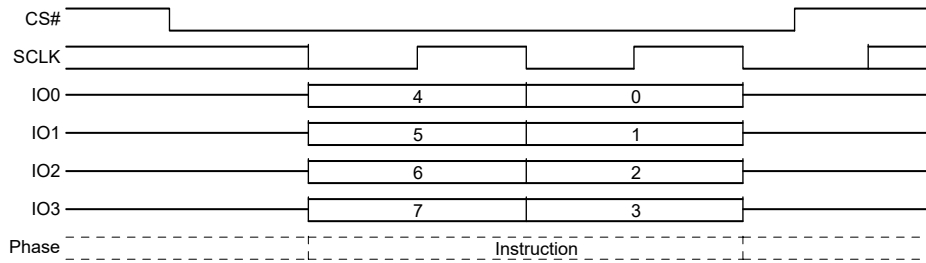 CS#
SCLK
IO0 4 0
IO1 5 1
IO2 6 2
IO3 7 3
Phase Instruction